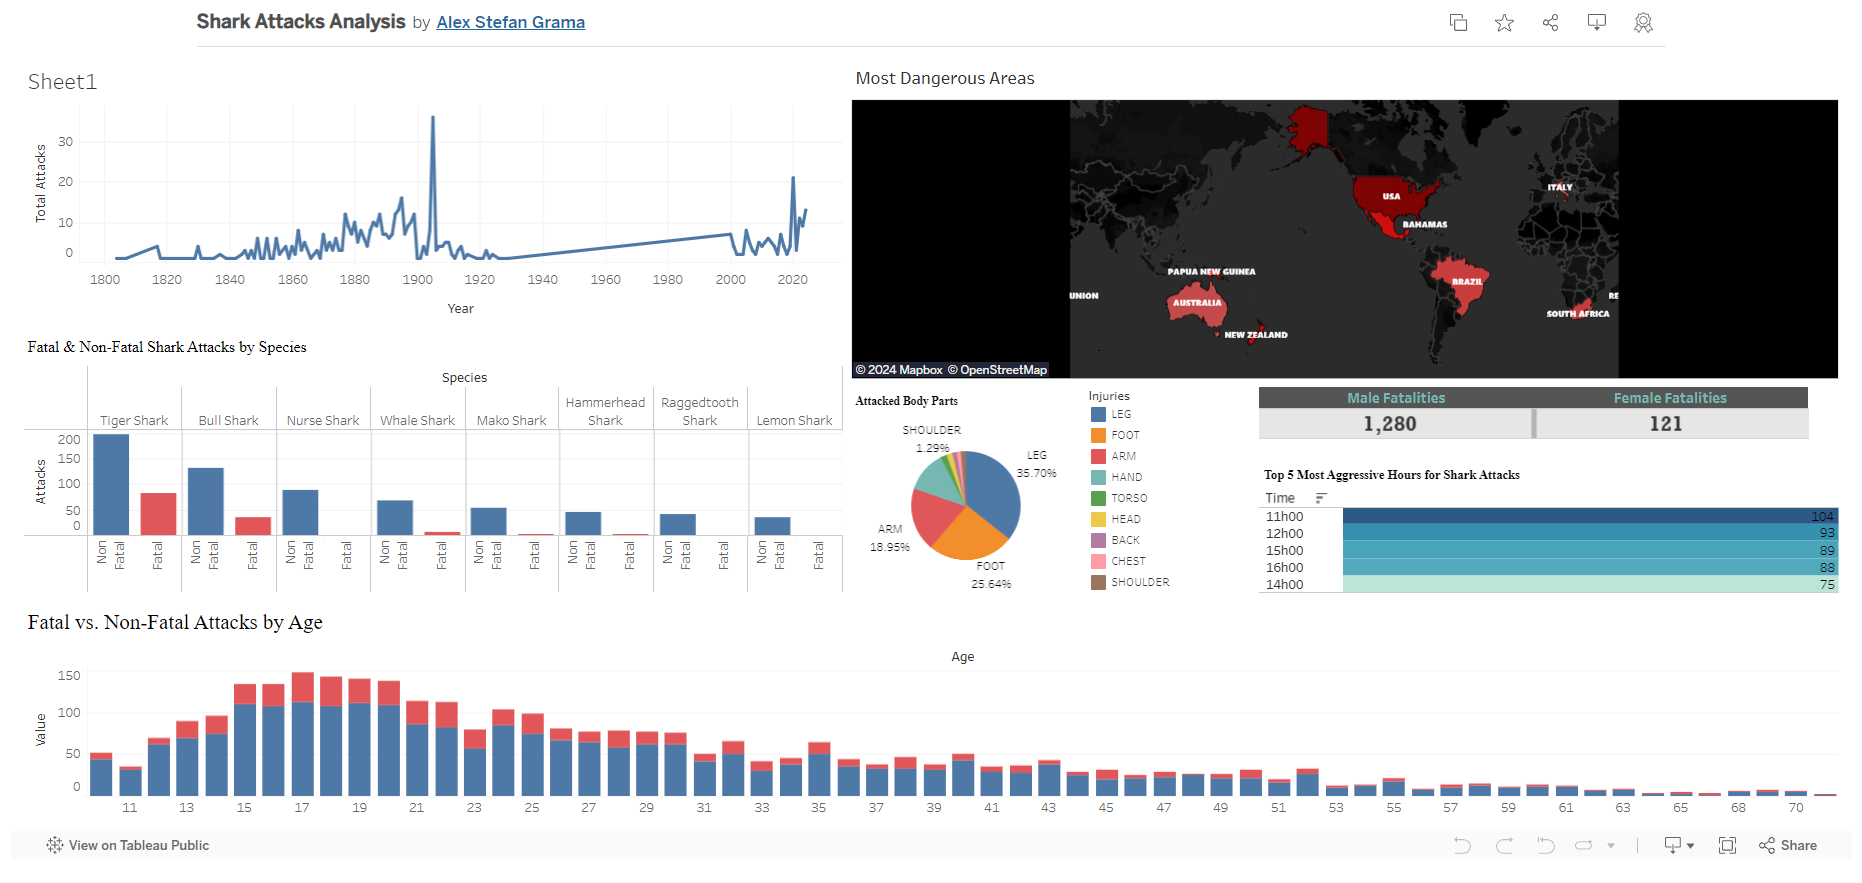 Shark Attacks Analysis by Alex Stefan Grama
Sheet1
Total Attacks
30
20
10
0
1800 1820 1840 1860 1880 1900 1920 1940 1960 1980 2000 2020
Year
Most Dangerous Areas
USA
BAHAMAS
ITALY
PAPUA NEW GUINEA
UNION
AUSTRALIA
NEW ZEALAND
BRAZIL
RE
SOUTH AFRICA
© 2024 Mapbox © OpenStreetMap
Fatal & Non-Fatal Shark Attacks by Species
Species
Tiger Shark
Bull Shark
Nurse Shark
Whale Shark
Mako Shark
Hammerhead
Shark
Raggedtooth
Shark
Lemon Shark
Attacks
200
150
100
50
0
Non
Fatal
Fatal
Non
Fatal
Fatal
Non
Fatal
Fatal
Non
Fatal
Fatal
Non
Fatal
Fatal
Non
Fatal
Fatal
Non
Fatal
Fatal
Non
Fatal
Fatal
Attacked Body Parts
SHOULDER
1.29%
LEG
35.70%
ARM
18.95%
FOOT
25.64%
Injuries
LEG
FOOT
ARM
HAND
TORSO
HEAD
BACK
CHEST
SHOULDER
Male Fatalities Female Fatalities
1,280 121
Top 5 Most Aggressive Hours for Shark Attacks
Time
11h00 104
12h00 93
15h00 89
16h00 88
14h00 75
Fatal vs. Non-Fatal Attacks by Age
Age
Value
150
100
50
0
11 13 15 17 19 21 23 25 27 29 31 33 35 37 39 41 43 45 47 49 51 53 55 57 59 61 63 65 68 70
View on Tableau Public
Share